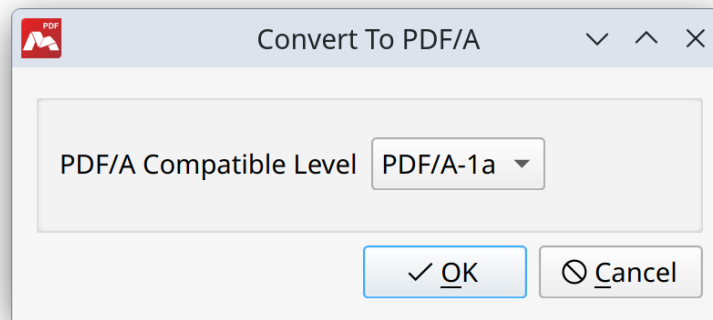 PDF
Convert To PDF/A
PDF/A Compatible Level PDF/A-1a
OK Cancel